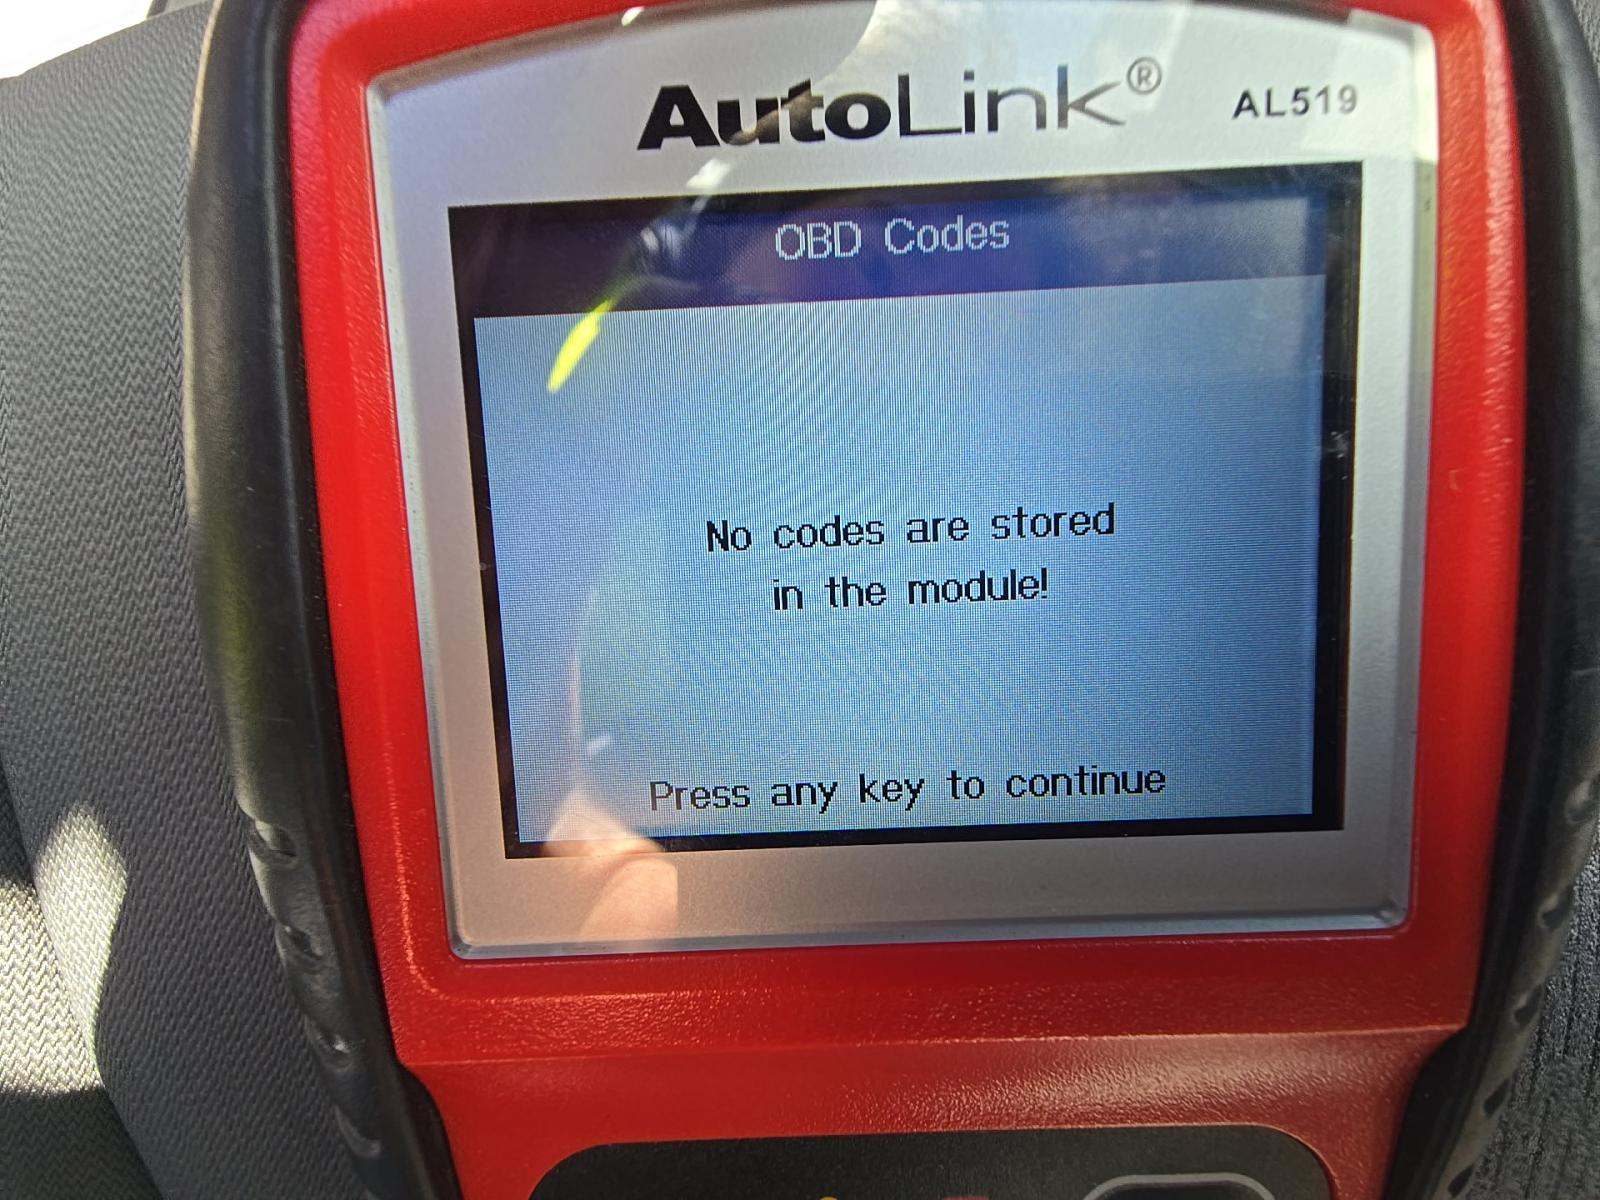 AutoLink® AL519
OBD Codes
No codes are stored
in the module!
Press any key to continue